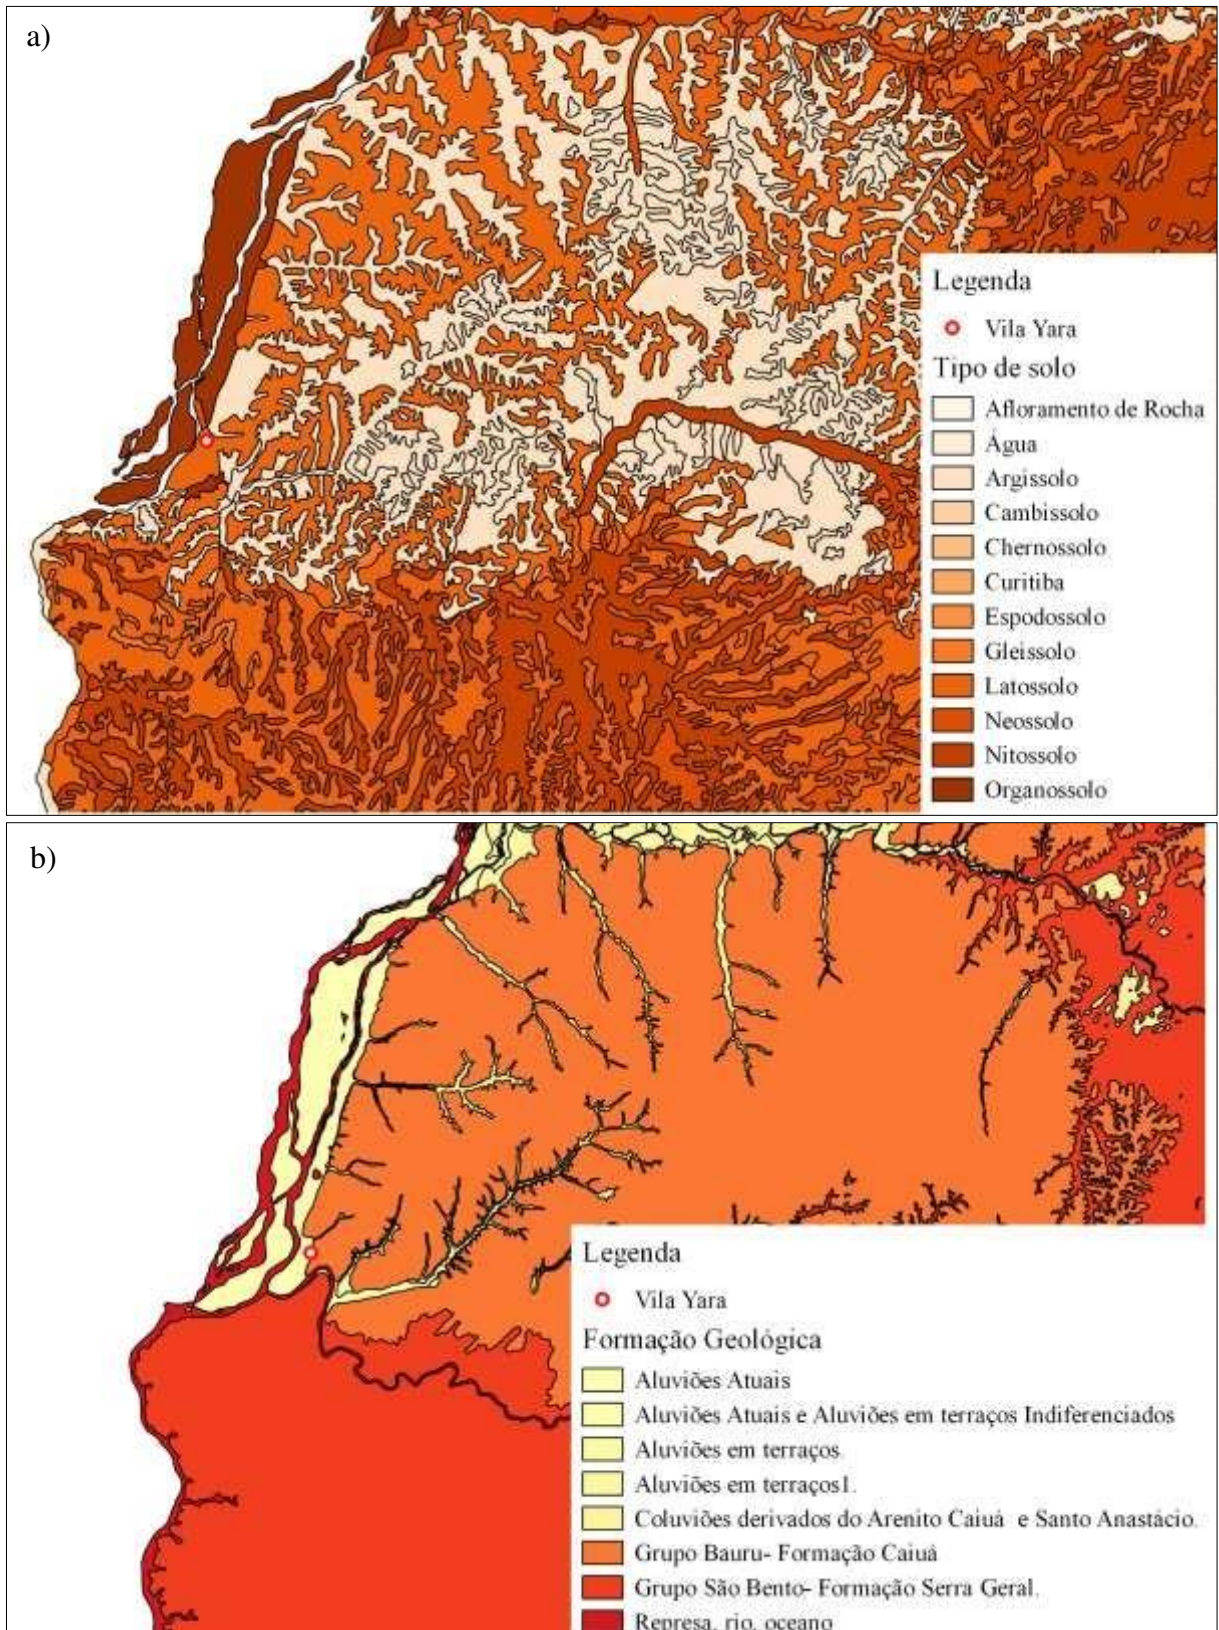 a)
Legenda
Vila Yara
Tipo de solo
Afloramento de Rocha
Água
Argissolo
Cambissolo
Chernossolo
Curitiba
Espodossolo
Gleissolo
Latossolo
Neossolo
Nitossolo
Organossolo
b)
Legenda
Vila Yara
Formação Geológica
Aluviões Atuais
Aluviões Atuais e Aluviões em terraços Indiferenciados
Aluviões em terraços.
Aluviões em terraços1.
Coluviões derivados do Arenito Caiuá e Santo Anastácio.
Grupo Bauru- Formação Caiuá
Grupo São Bento- Formação Serra Geral.
Represa, rio, oceano